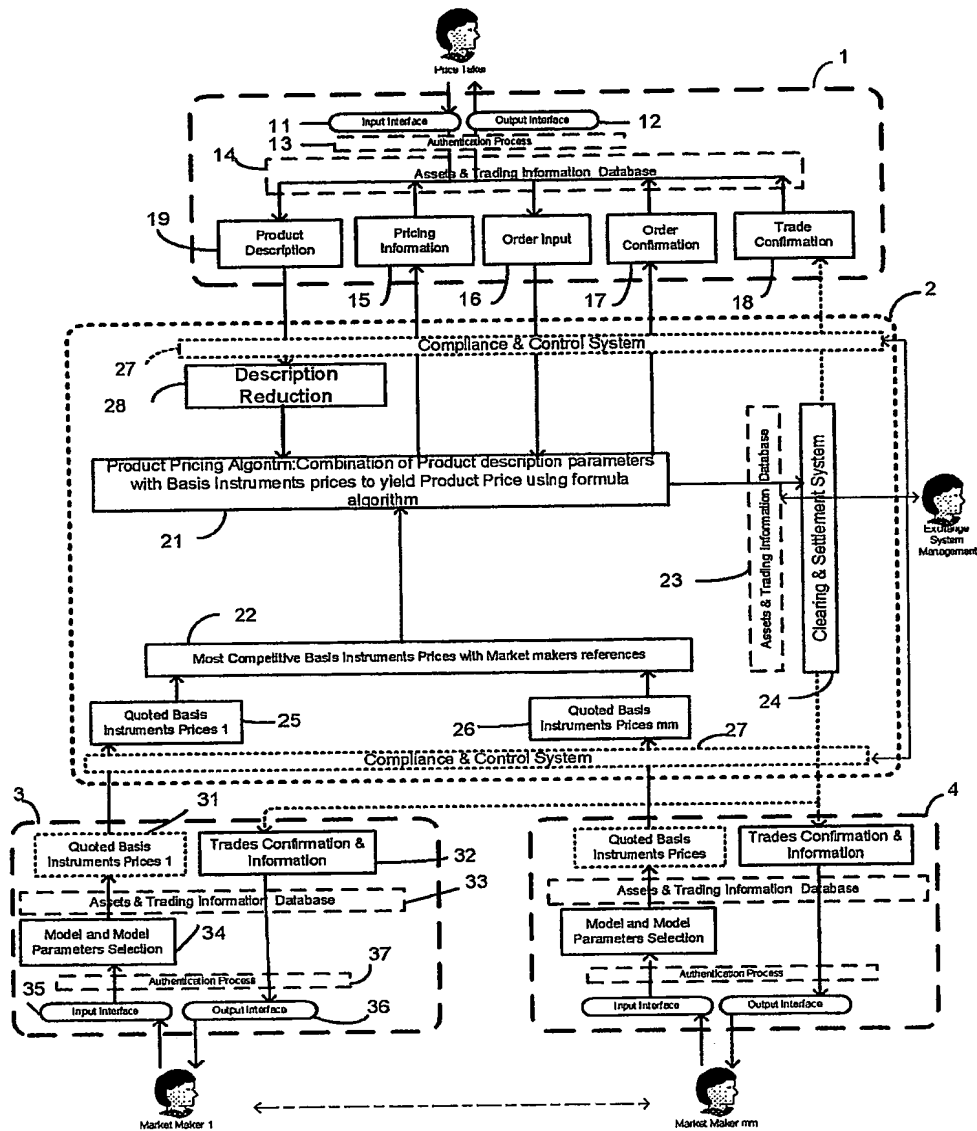 Price Taker
1
11
Input Interface
Output Interface
12
13
Authentication Process
14
Assets & Trading Information Database
19
Product
Description
Pricing
Information
Order Input
Order
Confirmation
Trade
Confirmation
15
16
17
18
2
27
Compliance & Control System
28
Description
Reduction
Product Pricing Algoritm:Combination of Product description parameters
with Basis Instruments prices to yield Product Price using formula
algorithm
21
Assets & Trading Information Database
Clearing & Settlement System
23
24
Exchange
System
Management
22
Most Competitive Basis Instruments Prices with Market makers references
Quoted Basis
Instruments Prices 1
25
26
Quoted Basis
Instruments Prices mm
27
Compliance & Control System
3
31
4
Quoted Basis
Instruments Prices 1
Trades Confirmation &
Information
32
Quoted Basis
Instruments Prices
Trades Confirmation &
Information
33
Assets & Trading Information Database
Assets & Trading Information Database
Model and Model
Parameters Selection
34
Model and Model
Parameters Selection
37
Authentication Process
Authentication Process
35
Input Interface
Output Interface
36
Input Interface
Output Interface
Market Maker 1
Market Maker mm